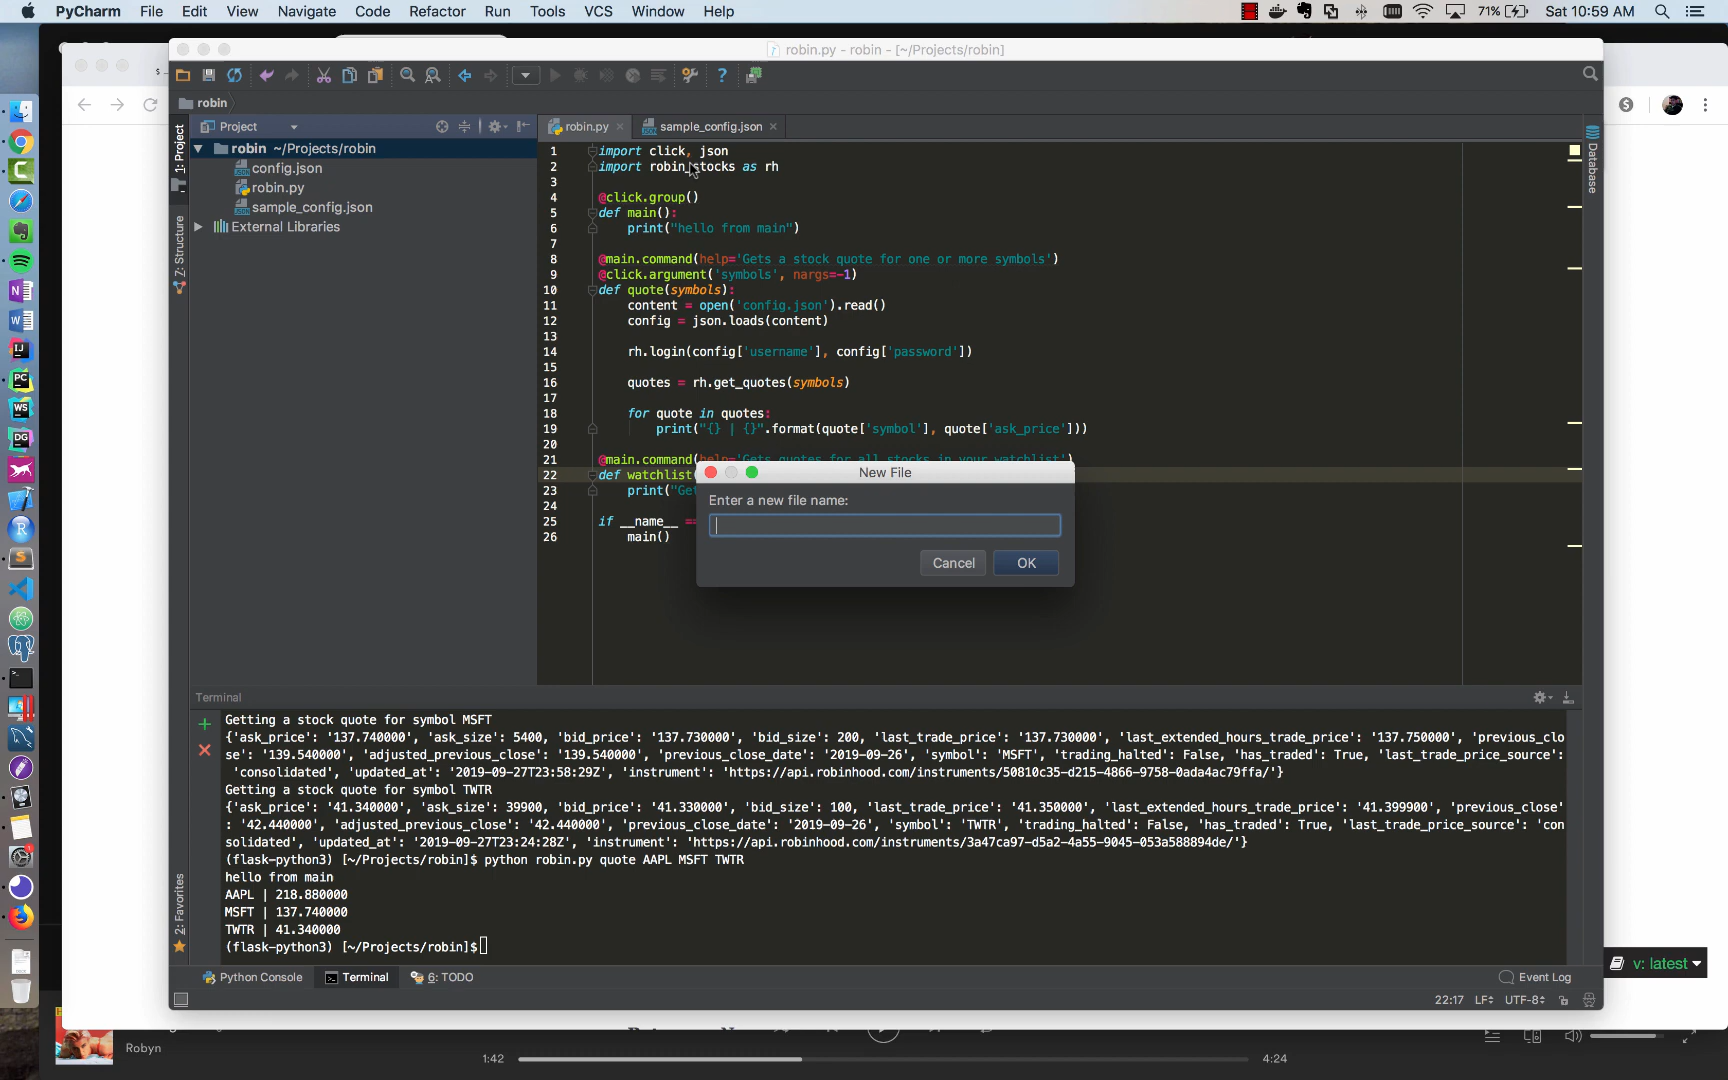 PyCharm File Edit View Navigate Code Refactor Run Tools VCS Window Help
71% Sat 10:59 AM
robin.py - robin - [~/Projects/robin]
robin
Project
robin.py
sample_config.json
1: Project
robin ~/Projects/robin
config.json
robin.py
sample_config.json
External Libraries
7: Structure
2: Favorites
Database
1 import click, json
2 import robin_stocks as rh
3
4 @click.group()
5 def main():
6 print("hello from main")
7
8 @main.command(help='Gets a stock quote for one or more symbols')
9 @click.argument('symbols', nargs=-1)
10 def quote(symbols):
11 content = open('config.json').read()
12 config = json.loads(content)
13
14 rh.login(config['username'], config['password'])
15
16 quotes = rh.get_quotes(symbols)
17
18 for quote in quotes:
19 print("{} | {}".format(quote['symbol'], quote['ask_price']))
20
21 @main.command(help='Gets quotes for all stocks in your watchlist')
22 def watchlist(
23 print("Get
24
25 if __name__ ==
26 main()
New File
Enter a new file name:
Cancel
OK
Terminal
Getting a stock quote for symbol MSFT
{'ask_price': '137.740000', 'ask_size': 5400, 'bid_price': '137.730000', 'bid_size': 200, 'last_trade_price': '137.730000', 'last_extended_hours_trade_price': '137.750000', 'previous_clo
se': '139.540000', 'adjusted_previous_close': '139.540000', 'previous_close_date': '2019-09-26', 'symbol': 'MSFT', 'trading_halted': False, 'has_traded': True, 'last_trade_price_source':
'consolidated', 'updated_at': '2019-09-27T23:58:29Z', 'instrument': 'https://api.robinhood.com/instruments/50810c35-d215-4866-9758-0ada4ac79ffa/'}
Getting a stock quote for symbol TWTR
{'ask_price': '41.340000', 'ask_size': 39900, 'bid_price': '41.330000', 'bid_size': 100, 'last_trade_price': '41.350000', 'last_extended_hours_trade_price': '41.399900', 'previous_close'
: '42.440000', 'adjusted_previous_close': '42.440000', 'previous_close_date': '2019-09-26', 'symbol': 'TWTR', 'trading_halted': False, 'has_traded': True, 'last_trade_price_source': 'con
solidated', 'updated_at': '2019-09-27T23:24:28Z', 'instrument': 'https://api.robinhood.com/instruments/3a47ca97-d5a2-4a55-9045-053a588894de/'}
(flask-python3) [~/Projects/robin]$ python robin.py quote AAPL MSFT TWTR
hello from main
AAPL | 218.880000
MSFT | 137.740000
TWTR | 41.340000
(flask-python3) [~/Projects/robin]$
Python Console
Terminal
6: TODO
Event Log
22:17 LF UTF-8
v: latest
Robyn
1:42
4:24